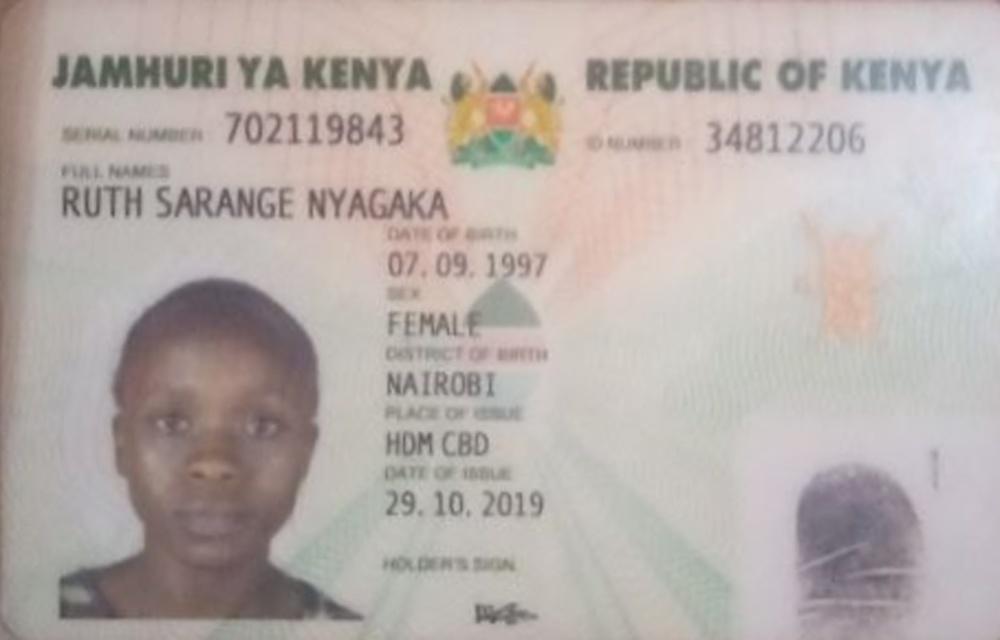 JAMHURI YA KENYA REPUBLIC OF KENYA
SERIAL NUMBER 702119843 ID NUMBER 34812206
FULL NAMES
RUTH SARANGE NYAGAKA
DATE OF BIRTH
07. 09. 1997
SEX
FEMALE
DISTRICT OF BIRTH
NAIROBI
PLACE OF ISSUE
HDM CBD
DATE OF ISSUE
29. 10. 2019
HOLDER'S SIGN.